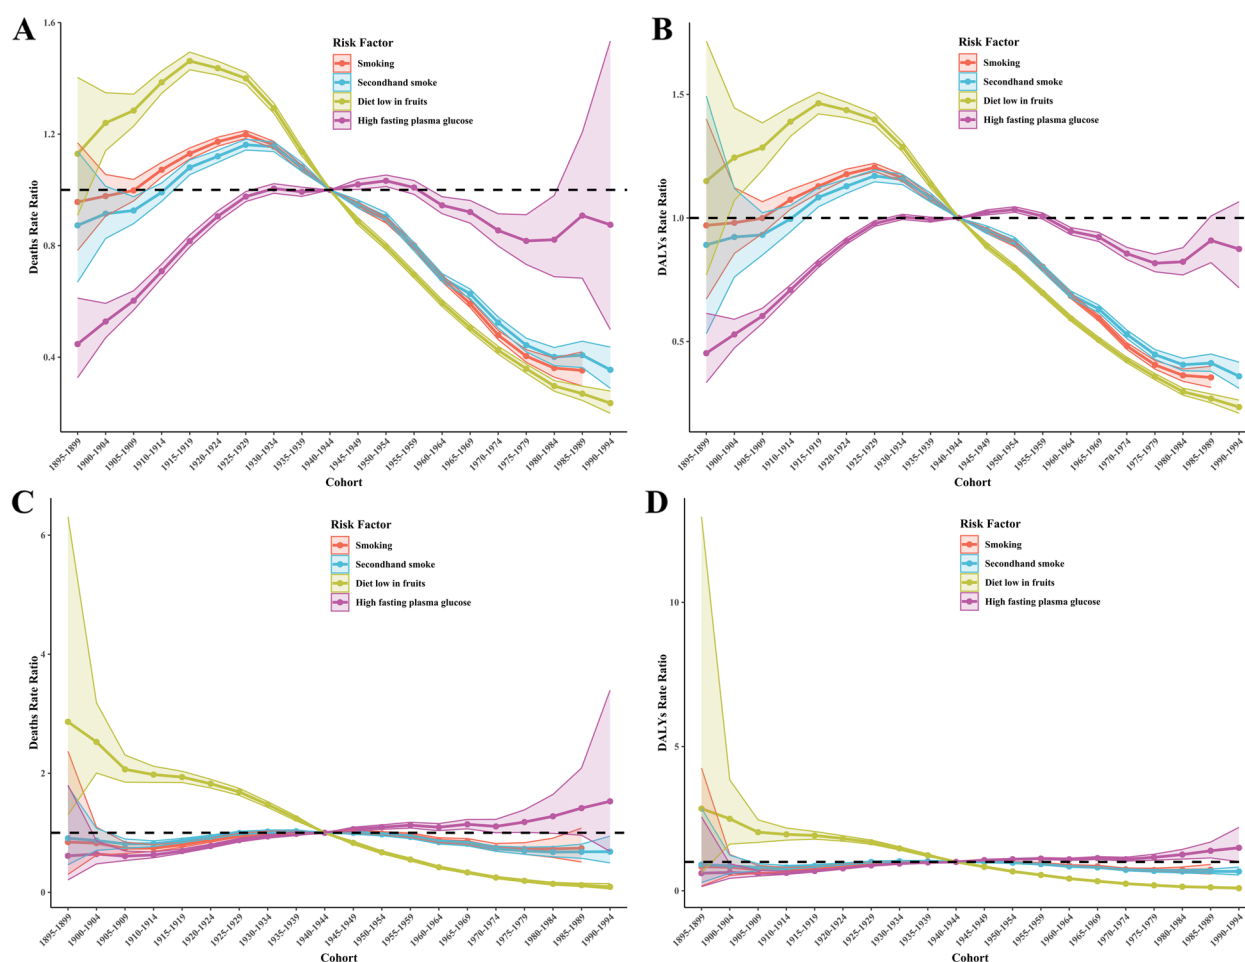 A
1.6
1.2
0.8
0.4
Deaths Rate Ratio
Risk Factor
Smoking
Secondhand smoke
Diet low in fruits
High fasting plasma glucose
1895-1899
1900-1904
1905-1909
1910-1914
1915-1919
1920-1924
1925-1929
1930-1934
1935-1939
1940-1944
1945-1949
1950-1954
1955-1959
1960-1964
1965-1969
1970-1974
1975-1979
1980-1984
1985-1989
1990-1994
Cohort
B
1.5
1.0
0.5
DALYs Rate Ratio
Risk Factor
Smoking
Secondhand smoke
Diet low in fruits
High fasting plasma glucose
1895-1899
1900-1904
1905-1909
1910-1914
1915-1919
1920-1924
1925-1929
1930-1934
1935-1939
1940-1944
1945-1949
1950-1954
1955-1959
1960-1964
1965-1969
1970-1974
1975-1979
1980-1984
1985-1989
1990-1994
Cohort
C
6
4
2
0
Deaths Rate Ratio
Risk Factor
Smoking
Secondhand smoke
Diet low in fruits
High fasting plasma glucose
1895-1899
1900-1904
1905-1909
1910-1914
1915-1919
1920-1924
1925-1929
1930-1934
1935-1939
1940-1944
1945-1949
1950-1954
1955-1959
1960-1964
1965-1969
1970-1974
1975-1979
1980-1984
1985-1989
1990-1994
Cohort
D
10
5
0
DALYs Rate Ratio
Risk Factor
Smoking
Secondhand smoke
Diet low in fruits
High fasting plasma glucose
1895-1899
1900-1904
1905-1909
1910-1914
1915-1919
1920-1924
1925-1929
1930-1934
1935-1939
1940-1944
1945-1949
1950-1954
1955-1959
1960-1964
1965-1969
1970-1974
1975-1979
1980-1984
1985-1989
1990-1994
Cohort